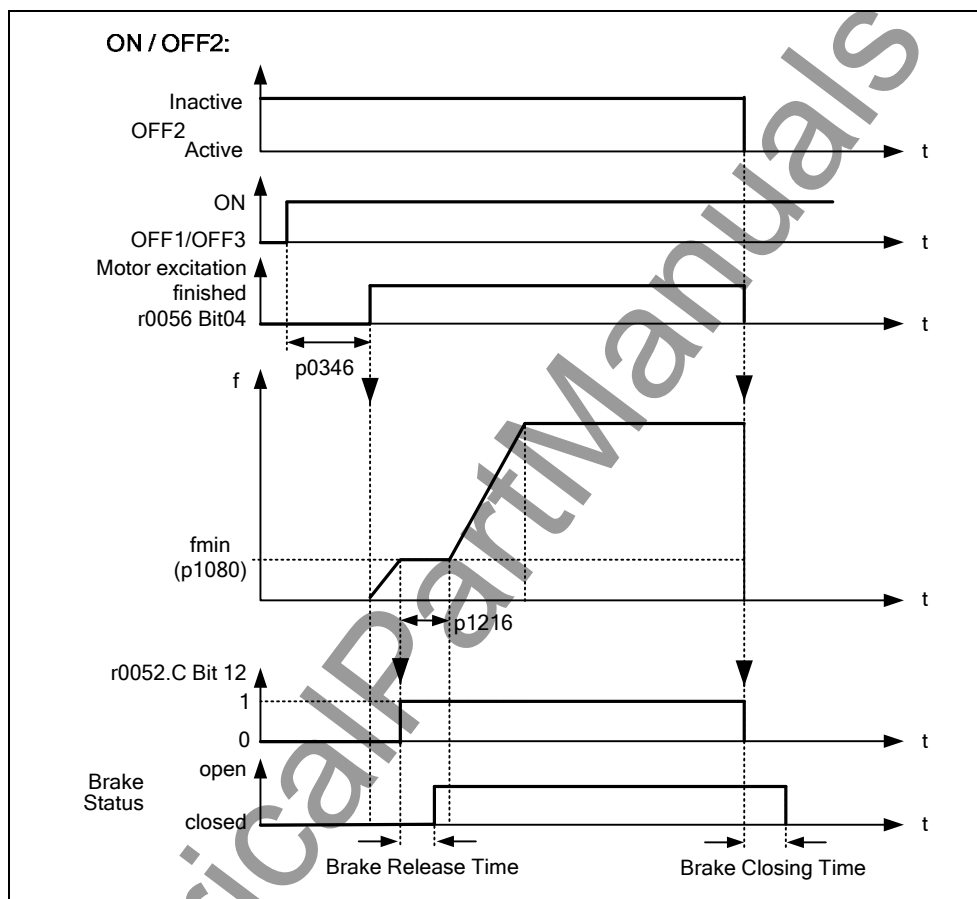 ON / OFF2:
Inactive
OFF2
Active
t
ON
OFF1/OFF3
t
Motor excitation
finished
r0056 Bit04
t
p0346
f
fmin
(p1080)
t
p1216
r0052.C Bit 12
1
0
t
open
Brake
Status
closed
t
Brake Release Time
Brake Closing Time
icalPartManuals